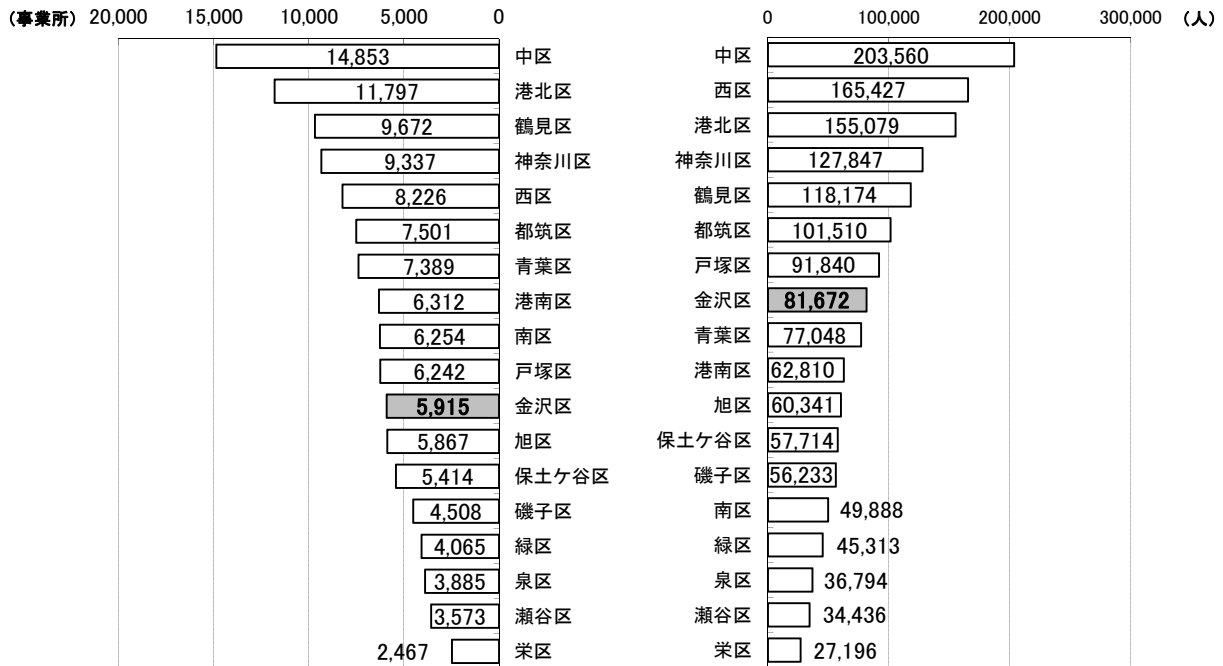 (事業所) 20,000 15,000 10,000 5,000 0 0 100,000 200,000 300,000 (人)
14,853 中区 中区 203,560
11,797 港北区 西区 165,427
9,672 鶴見区 港北区 155,079
9,337 神奈川区 神奈川区 127,847
8,226 西区 鶴見区 118,174
7,501 都筑区 都筑区 101,510
7,389 青葉区 戸塚区 91,840
6,312 港南区 金沢区 81,672
6,254 南区 青葉区 77,048
6,242 戸塚区 港南区 62,810
5,915 金沢区 旭区 60,341
5,867 旭区 保土ケ谷区 57,714
5,414 保土ケ谷区 磯子区 56,233
4,508 磯子区 南区 49,888
4,065 緑区 緑区 45,313
3,885 泉区 泉区 36,794
3,573 瀬谷区 瀬谷区 34,436
2,467 栄区 栄区 27,196